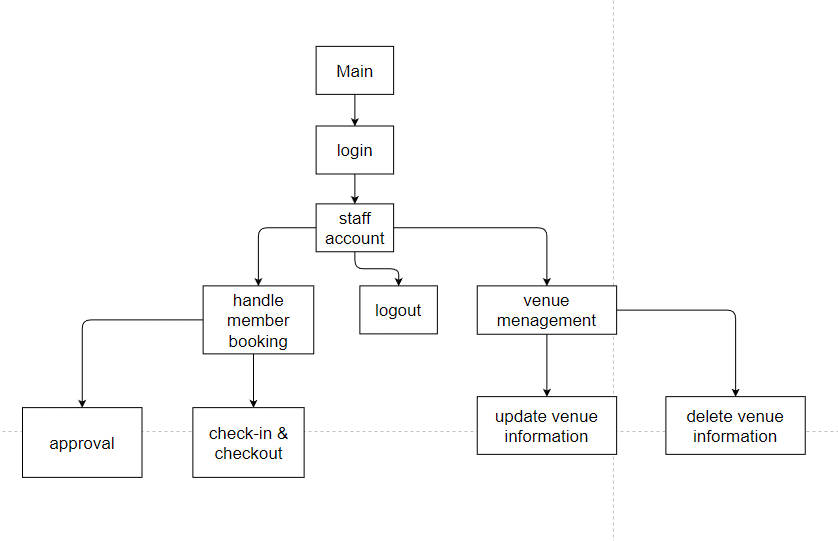 Main
login
staff
account
handle
member
booking
logout
venue
menagement
approval
check-in &
checkout
update venue
information
delete venue
information